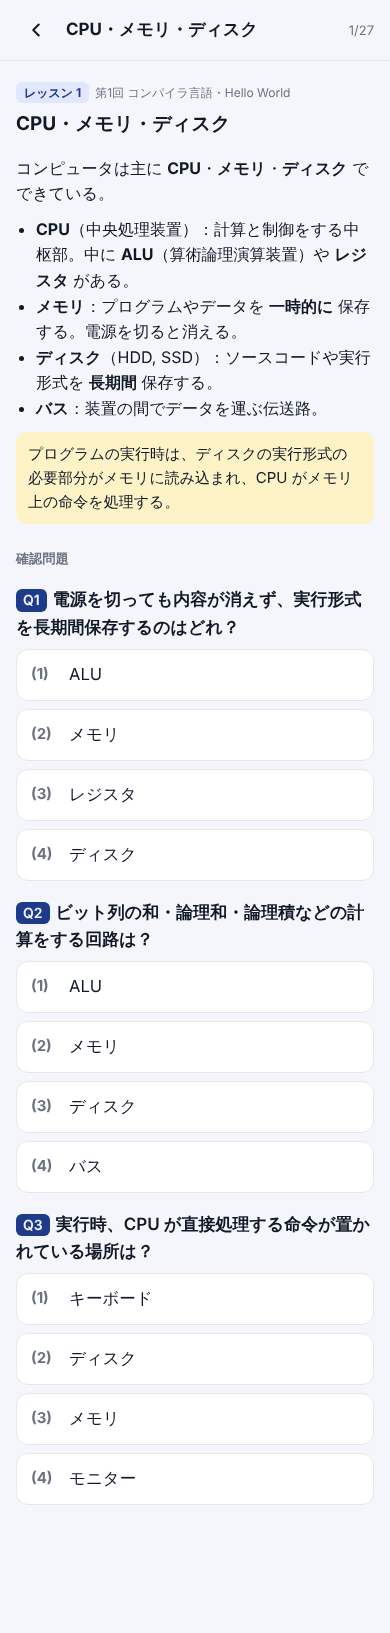 CPU・メモリ・ディスク
1/27
レッスン 1 第1回 コンパイラ言語・Hello World
CPU・メモリ・ディスク
コンピュータは主に CPU・メモリ・ディスク で
できている。
• CPU（中央処理装置）：計算と制御をする中
枢部。中に ALU（算術論理演算装置）や レジ
スタ がある。
• メモリ：プログラムやデータを 一時的に 保存
する。電源を切ると消える。
• ディスク（HDD, SSD）：ソースコードや実行
形式を 長期間 保存する。
• バス：装置の間でデータを運ぶ伝送路。
プログラムの実行時は、ディスクの実行形式の
必要部分がメモリに読み込まれ、CPU がメモリ
上の命令を処理する。
確認問題
Q1 電源を切っても内容が消えず、実行形式
を長期間保存するのはどれ？
(1) ALU
(2) メモリ
(3) レジスタ
(4) ディスク
Q2 ビット列の和・論理和・論理積などの計
算をする回路は？
(1) ALU
(2) メモリ
(3) ディスク
(4) バス
Q3 実行時、CPU が直接処理する命令が置か
れている場所は？
(1) キーボード
(2) ディスク
(3) メモリ
(4) モニター